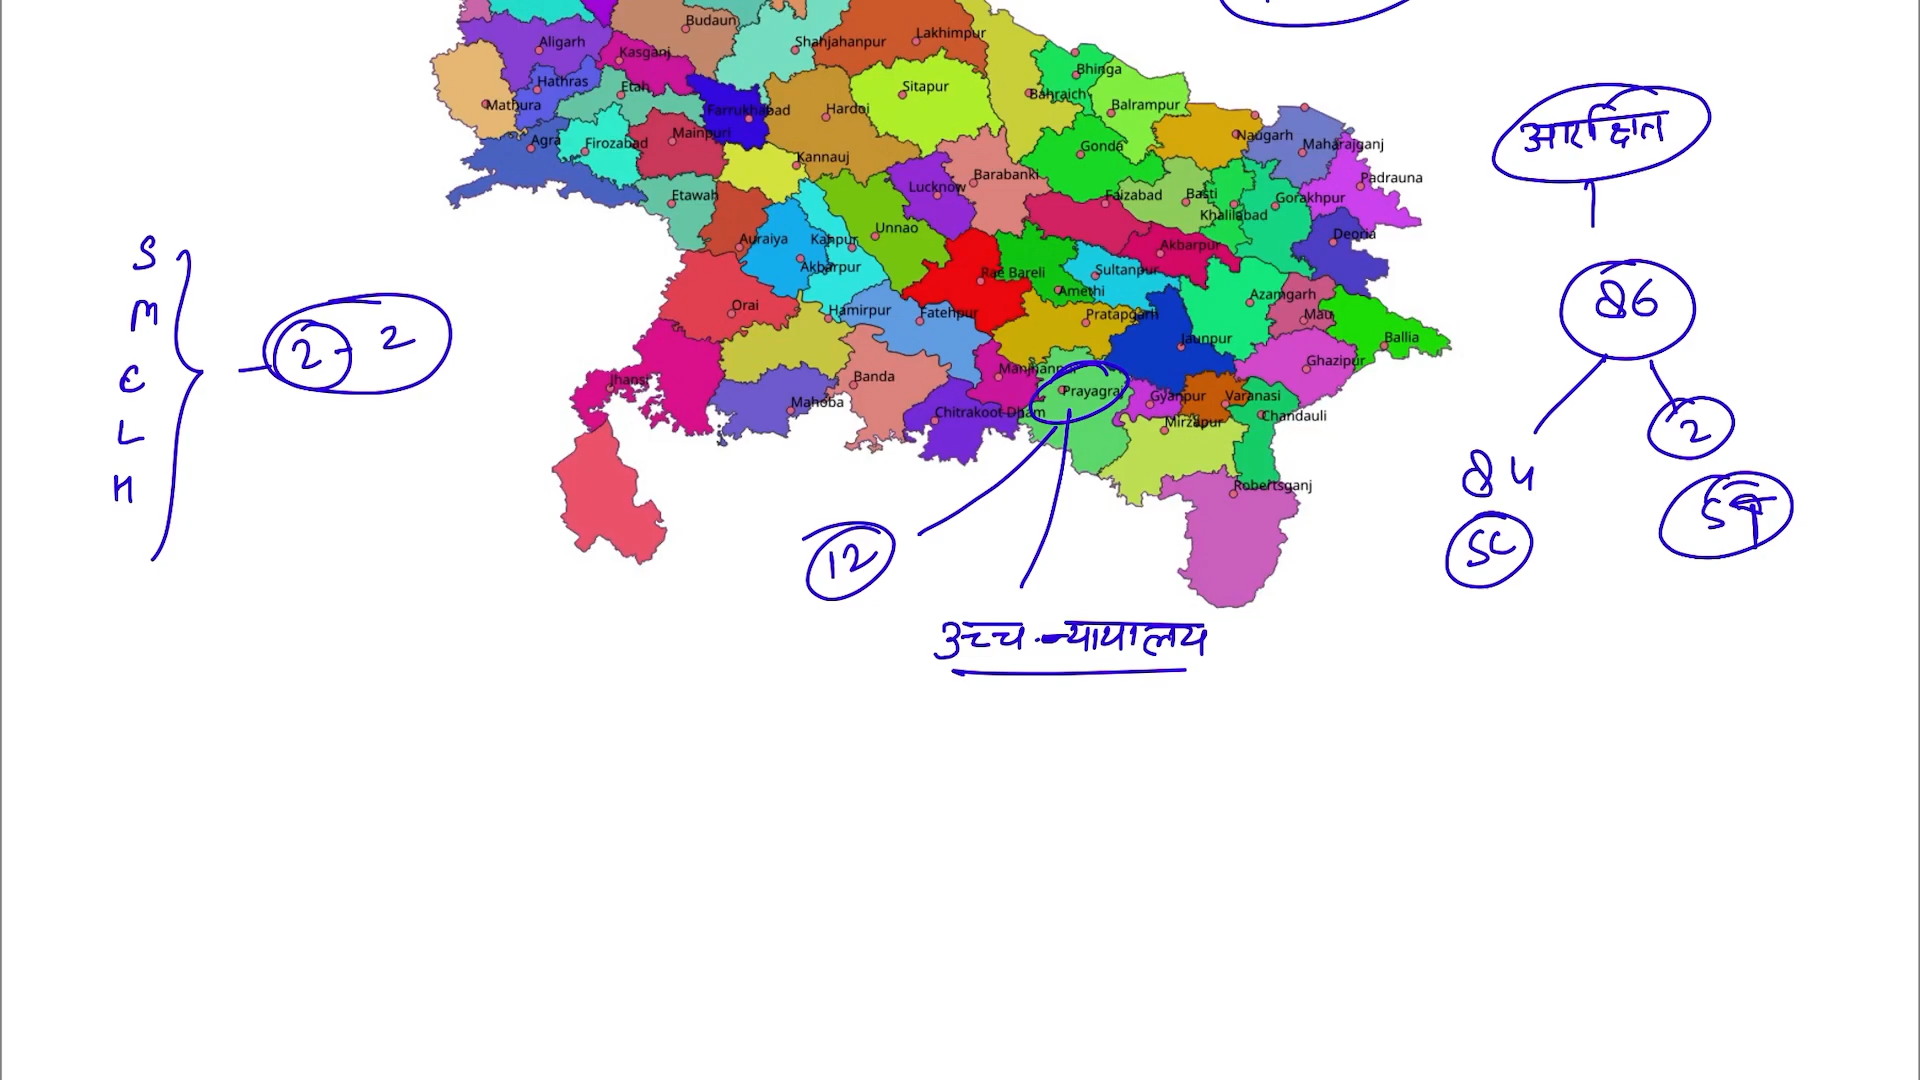 Budaun
Aligarh
Shahjahanpur
Lakhimpur
Kasganj
Hathras
Etah
Sitapur
Bhinga
Mathura
Farrukhabad
Hardoi
Bahraich
Balrampur
Agra
Firozabad
Mainpuri
Kannauj
Gonda
Naugarh
Maharajganj
आरक्षित
Etawah
Lucknow
Barabanki
Faizabad
Basti
Khalilabad
Gorakhpur
Padrauna
Auraiya
Kanpur
Unnao
Akbarpur
Deoria
Akbarpur
Rae Bareli
Sultanpur
Amethi
Azamgarh
Orai
Hamirpur
Fatehpur
Pratapgarh
Mau
Jaunpur
Ballia
Ghazipur
S
M
C
L
H
2 - 2
86
Jhansi
Mahoba
Banda
Manjhanpur
Chitrakoot Dham
Prayagraj
Gyanpur
Varanasi
Mirzapur
Chandauli
Robertsganj
84
2
SC
12
उच्च न्यायालय